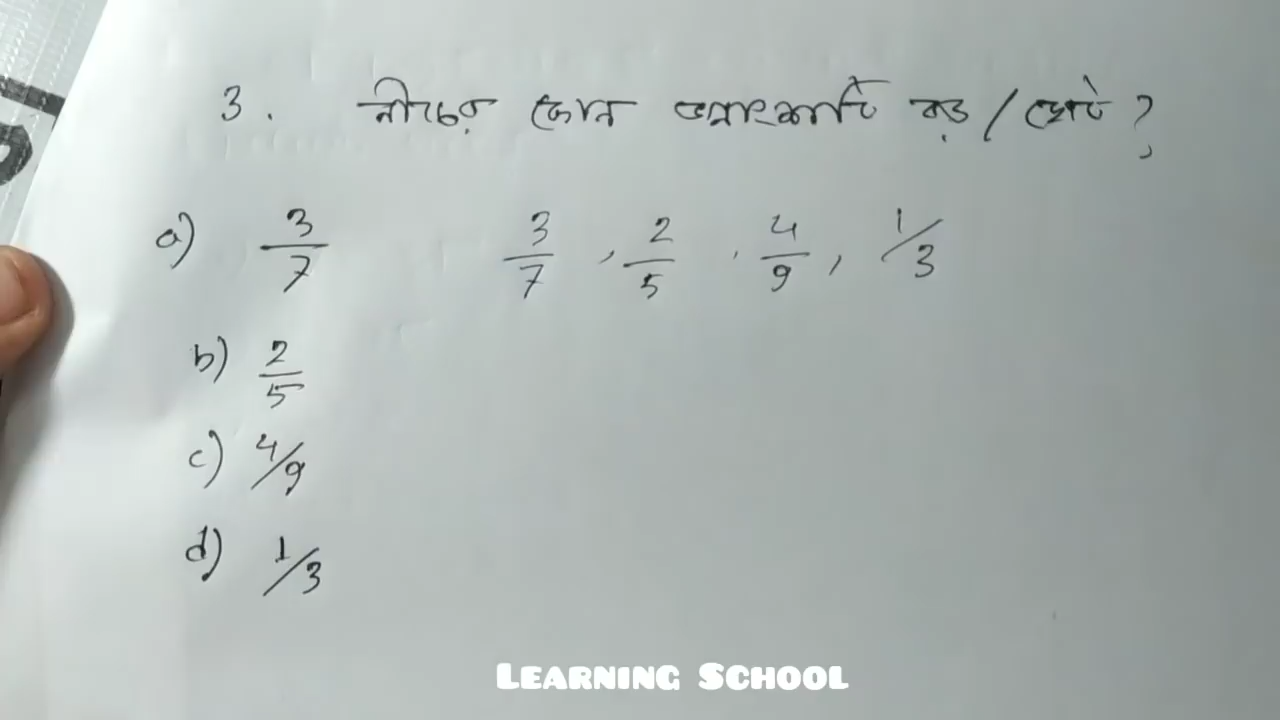 3. নীচের কোন ভগ্নাংশটি বড়/ছোট?
a) 3/7 3/7, 2/5, 4/9, 1/3
b) 2/5
c) 4/9
d) 1/3
LEARNING SCHOOL